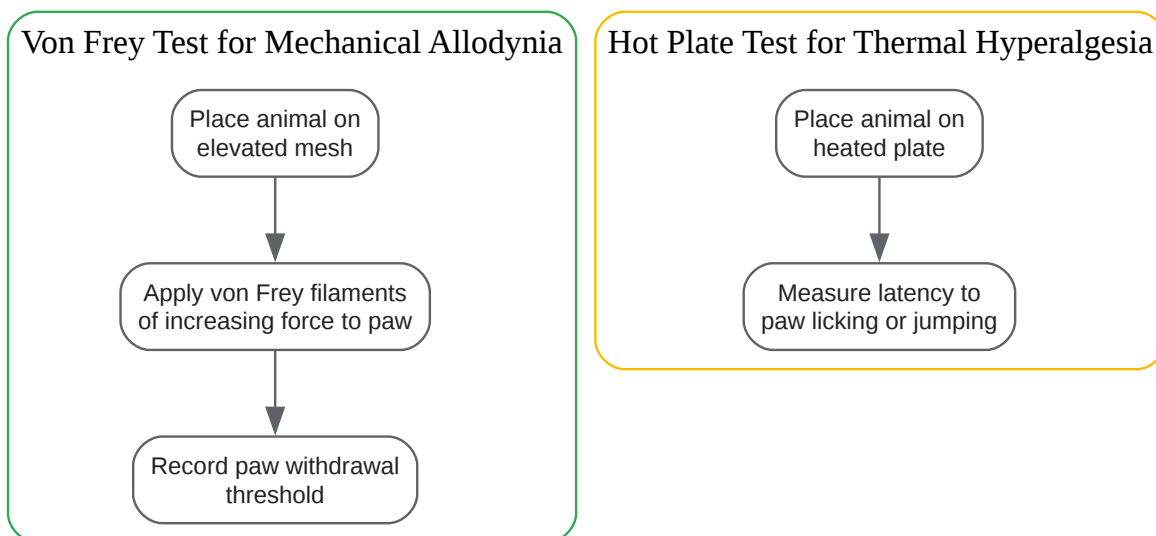 Von Frey Test for Mechanical Allodynia
Place animal on
elevated mesh
Apply von Frey filaments
of increasing force to paw
Record paw withdrawal
threshold
Hot Plate Test for Thermal Hyperalgesia
Place animal on
heated plate
Measure latency to
paw licking or jumping